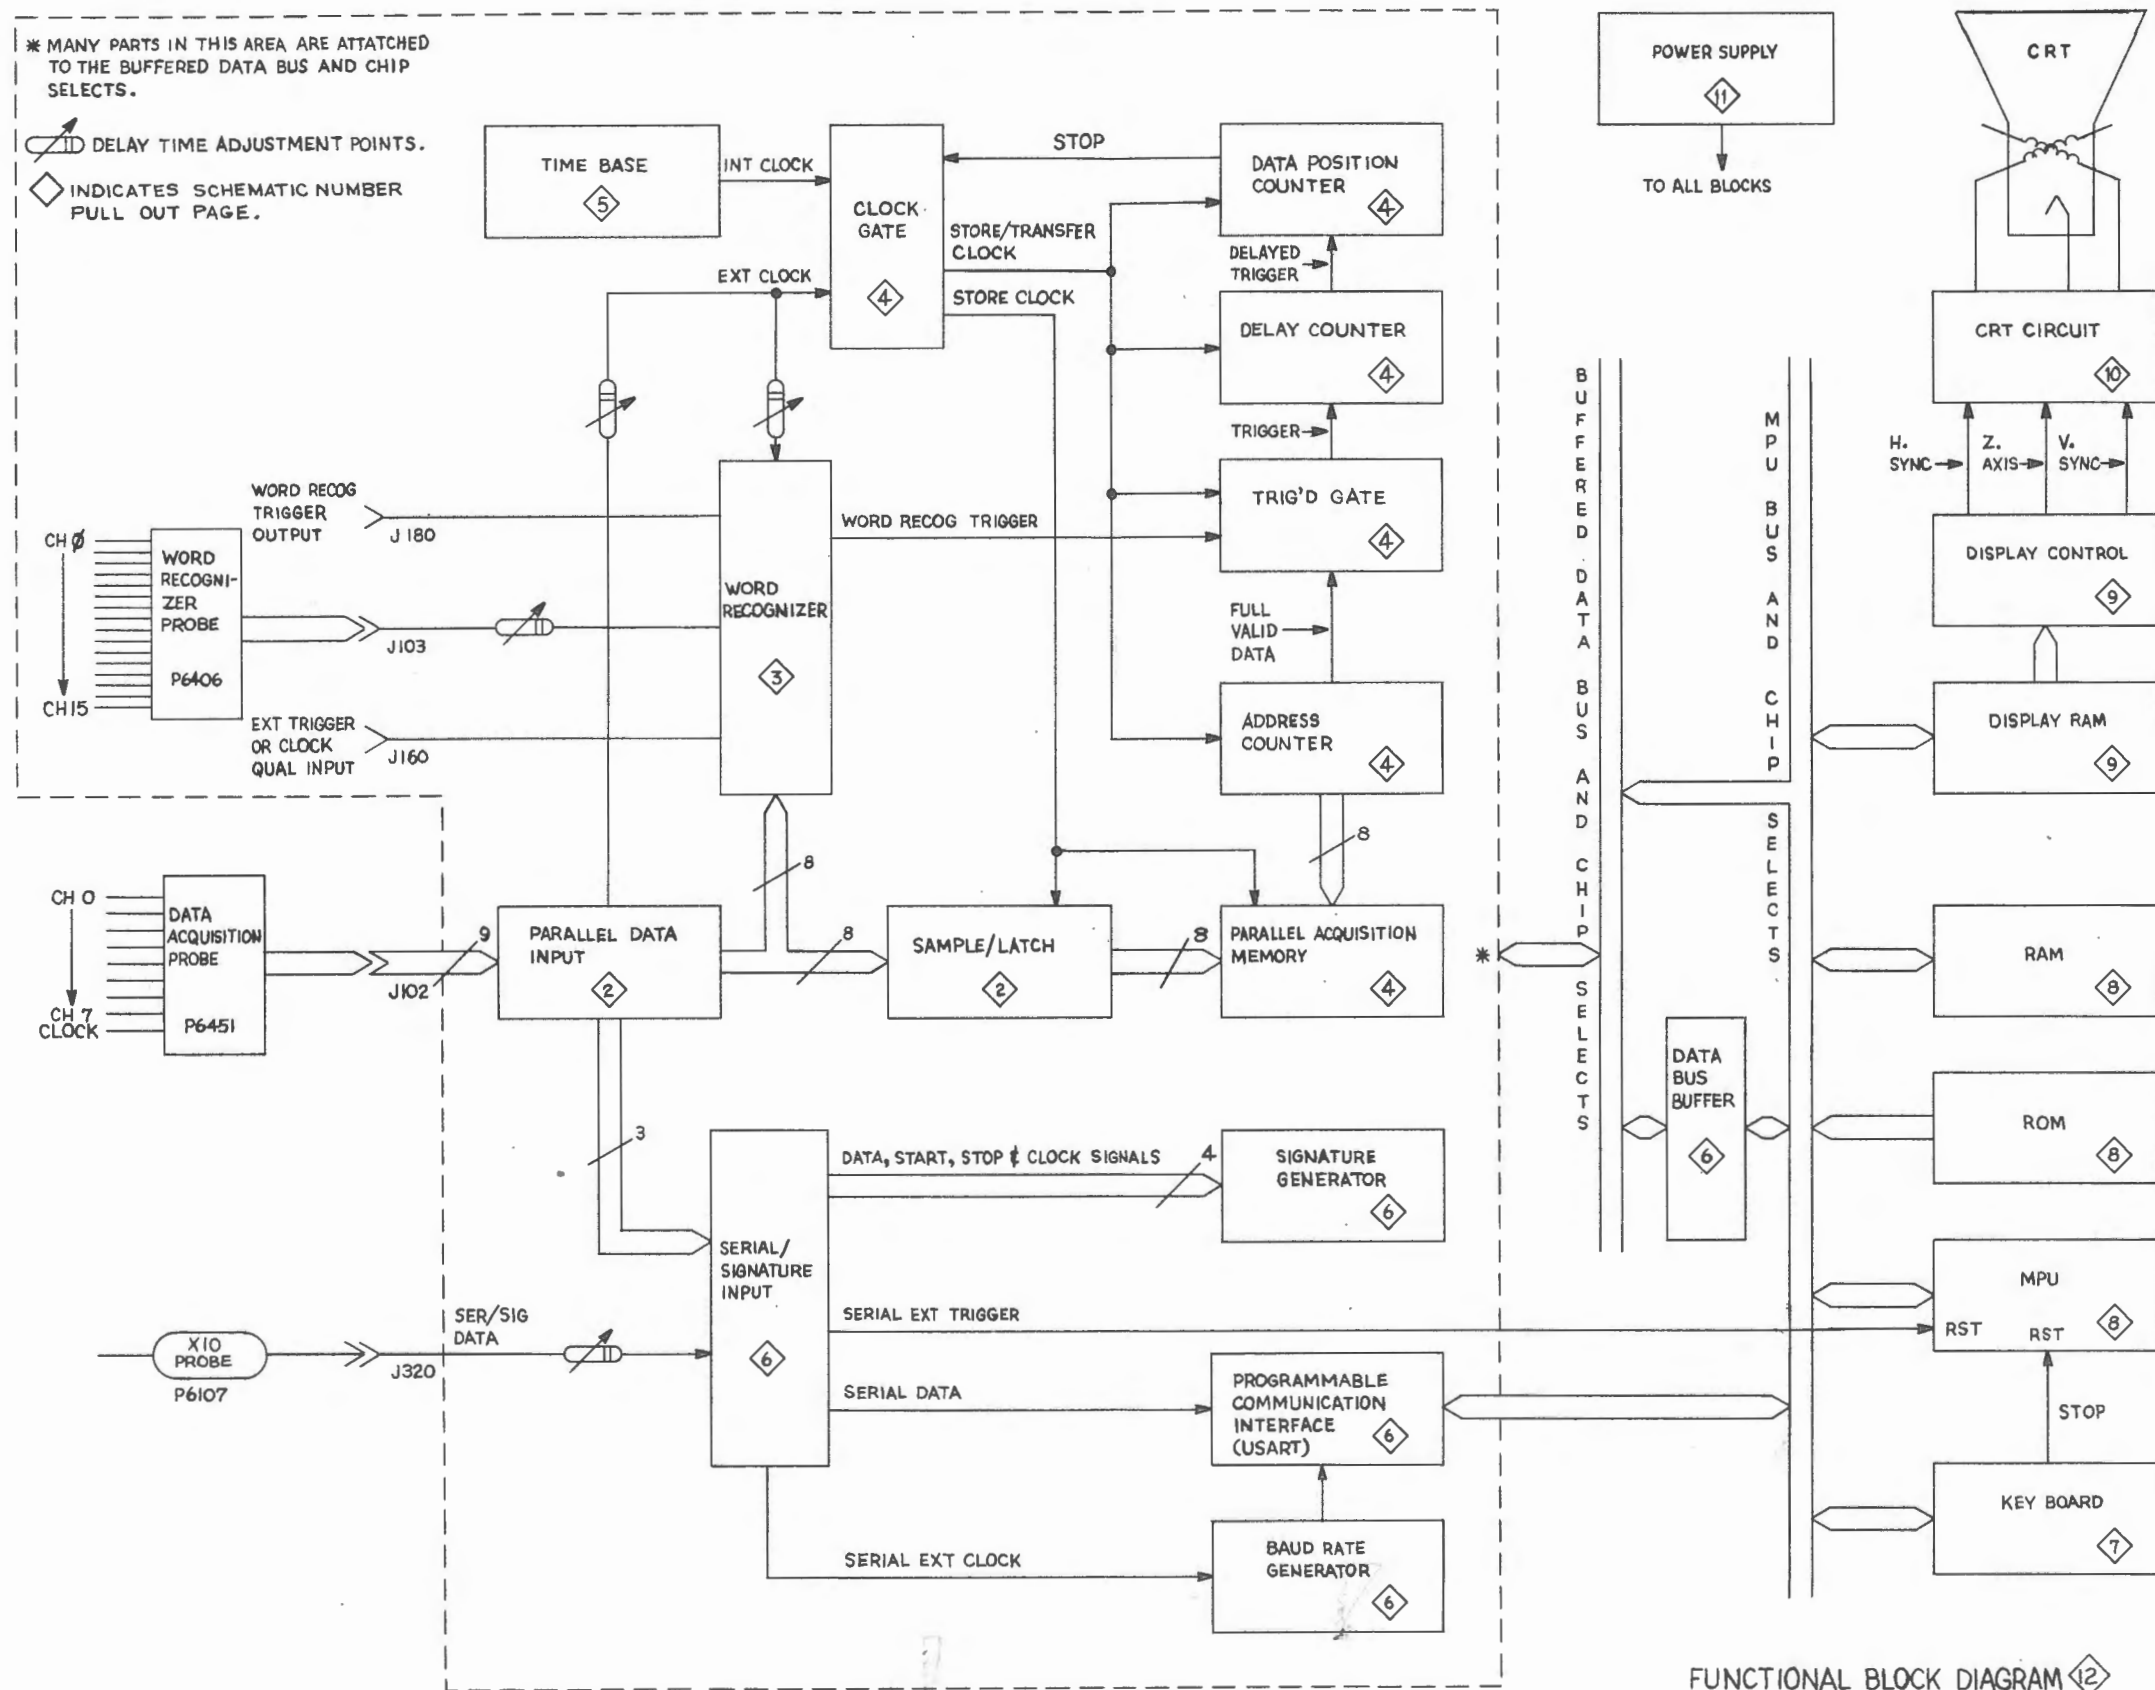 * MANY PARTS IN THIS AREA ARE ATTATCHED
TO THE BUFFERED DATA BUS AND CHIP
SELECTS.
DELAY TIME ADJUSTMENT POINTS.
INDICATES SCHEMATIC NUMBER
PULL OUT PAGE.
TIME BASE
5
INT CLOCK
EXT CLOCK
CLOCK
GATE
4
STOP
STORE/TRANSFER
CLOCK
STORE CLOCK
DATA POSITION
COUNTER
4
DELAYED
TRIGGER
DELAY COUNTER
4
TRIGGER
TRIG'D GATE
4
FULL
VALID
DATA
ADDRESS
COUNTER
4
8
WORD RECOG
TRIGGER
OUTPUT
J180
CH Ø
CH15
WORD
RECOGNI-
ZER
PROBE
P6406
J103
EXT TRIGGER
OR CLOCK
QUAL INPUT
J160
WORD
RECOGNIZER
3
WORD RECOG TRIGGER
8
CH 0
CH 7
CLOCK
DATA
ACQUISITION
PROBE
P6451
J102
9
PARALLEL DATA
INPUT
2
8
SAMPLE/LATCH
2
8
PARALLEL ACQUISITION
MEMORY
4
*
3
SERIAL/
SIGNATURE
INPUT
6
DATA, START, STOP & CLOCK SIGNALS
4
SIGNATURE
GENERATOR
6
X10
PROBE
P6107
J320
SER/SIG
DATA
SERIAL EXT TRIGGER
SERIAL DATA
PROGRAMMABLE
COMMUNICATION
INTERFACE
(USART)
6
SERIAL EXT CLOCK
BAUD RATE
GENERATOR
6
POWER SUPPLY
11
TO ALL BLOCKS
BUFFERED DATA BUS AND CHIP SELECTS
MPU BUS AND CHIP SELECTS
DATA
BUS
BUFFER
6
CRT
CRT CIRCUIT
10
H.
SYNC
Z.
AXIS
V.
SYNC
DISPLAY CONTROL
9
DISPLAY RAM
9
RAM
8
ROM
8
MPU
8
RST
RST
STOP
KEY BOARD
7
FUNCTIONAL BLOCK DIAGRAM 12